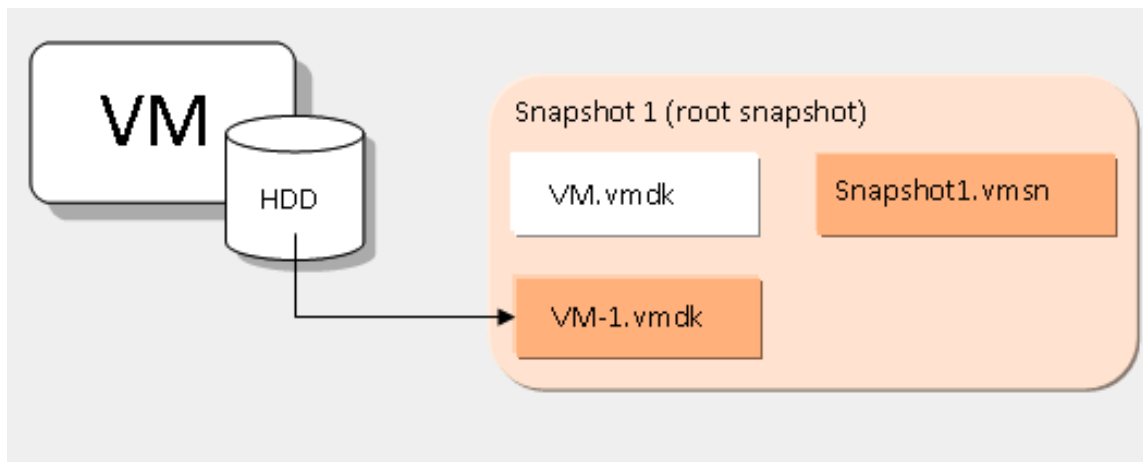 VM
HDD
Snapshot 1 (root snapshot)
VM.vmdk
Snapshot1.vmsn
VM-1.vmdk